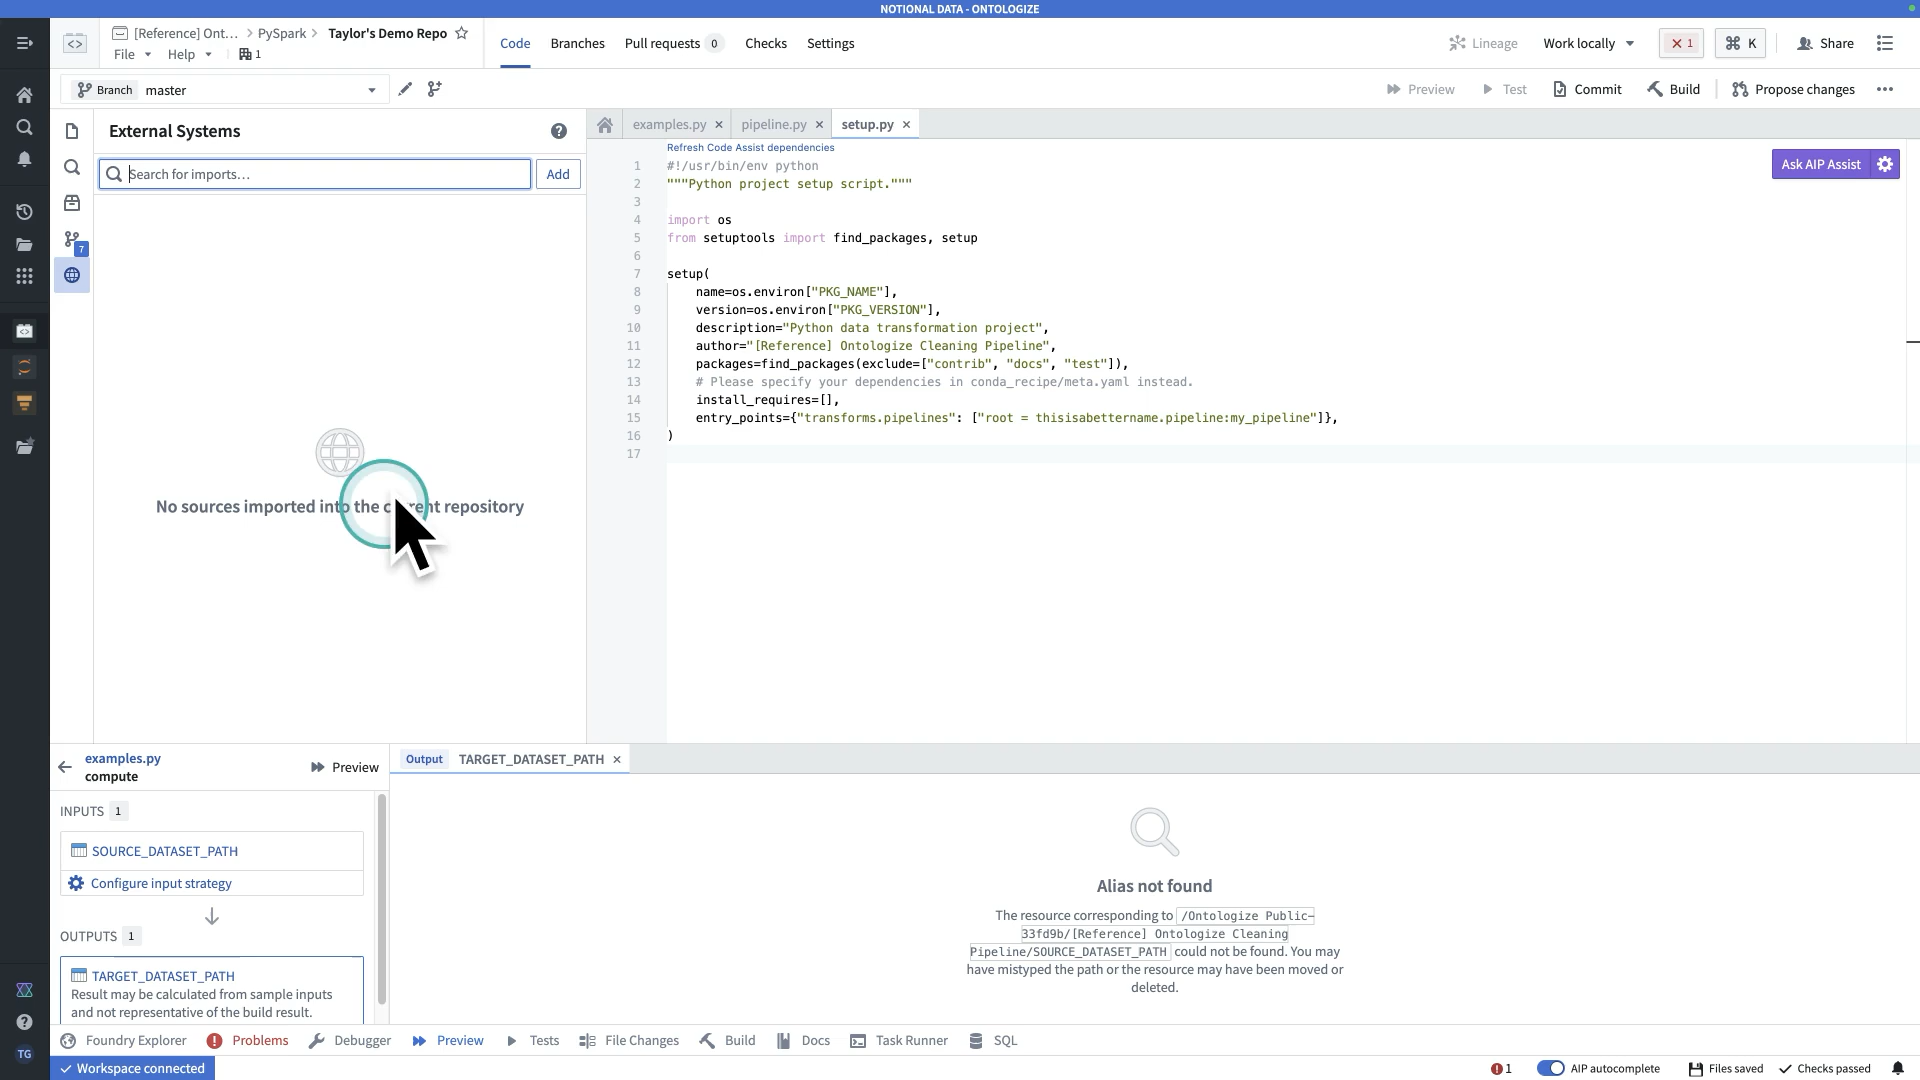 NOTIONAL DATA - ONTOLOGIZE
[Reference] Ont... > PySpark > Taylor's Demo Repo
File Help 1
Code Branches Pull requests 0 Checks Settings
Lineage Work locally 1 ⌘ K Share
Branch master
Preview Test Commit Build Propose changes
External Systems
Search for imports...
Add
7
No sources imported into the current repository
examples.py pipeline.py setup.py
Refresh Code Assist dependencies
Ask AIP Assist
1 #!/usr/bin/env python
2 """Python project setup script."""
3
4 import os
5 from setuptools import find_packages, setup
6
7 setup(
8 name=os.environ["PKG_NAME"],
9 version=os.environ["PKG_VERSION"],
10 description="Python data transformation project",
11 author="[Reference] Ontologize Cleaning Pipeline",
12 packages=find_packages(exclude=["contrib", "docs", "test"]),
13 # Please specify your dependencies in conda_recipe/meta.yaml instead.
14 install_requires=[],
15 entry_points={"transforms.pipelines": ["root = thisisabettername.pipeline:my_pipeline"]},
16 )
17
examples.py
compute
Preview
INPUTS 1
SOURCE_DATASET_PATH
Configure input strategy
OUTPUTS 1
TARGET_DATASET_PATH
Result may be calculated from sample inputs
and not representative of the build result.
Output TARGET_DATASET_PATH
Alias not found
The resource corresponding to /Ontologize Public-
33fd9b/[Reference] Ontologize Cleaning
Pipeline/SOURCE_DATASET_PATH could not be found. You may
have mistyped the path or the resource may have been moved or
deleted.
Foundry Explorer Problems Debugger Preview Tests File Changes Build Docs Task Runner SQL
TG
Workspace connected
1 AIP autocomplete Files saved Checks passed